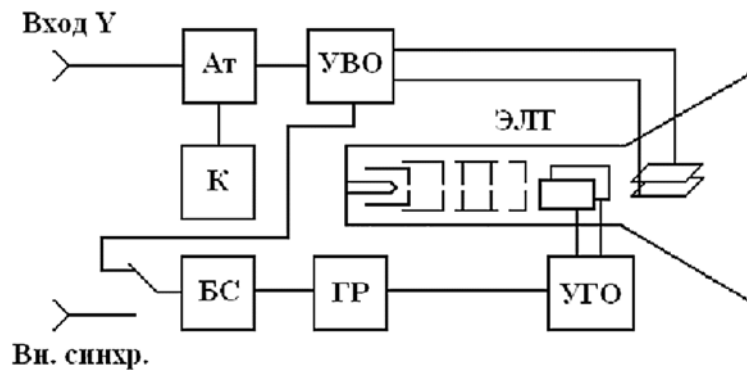 Вход Y
Ат
УВО
ЭЛТ
К
БС
ГР
УГО
Вн. синхр.